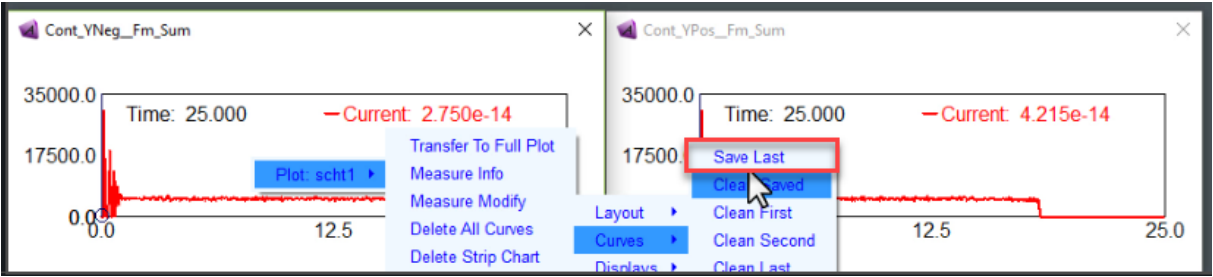 Cont_YNeg__Fm_Sum
35000.0
17500.0
0.0
0.0
12.5
Time: 25.000
Current: 2.750e-14
Plot: scht1
Transfer To Full Plot
Measure Info
Measure Modify
Delete All Curves
Delete Strip Chart
Layout
Curves
Displays
Cont_YPos__Fm_Sum
35000.0
17500.
Time: 25.000
Current: 4.215e-14
Save Last
Clean Saved
Clean First
Clean Second
Clean Last
12.5
25.0